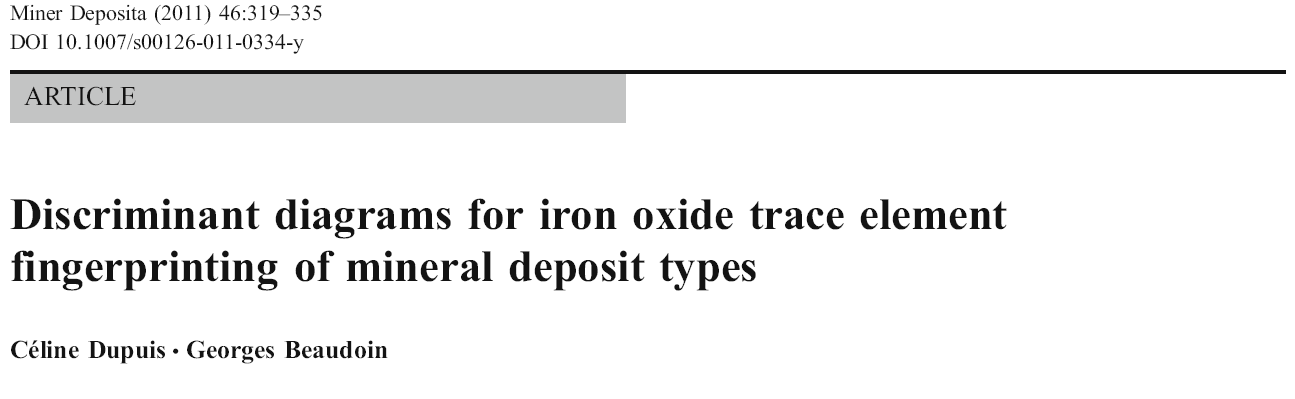 Miner Deposita (2011) 46:319–335
DOI 10.1007/s00126-011-0334-y
ARTICLE
Discriminant diagrams for iron oxide trace element
fingerprinting of mineral deposit types
Céline Dupuis · Georges Beaudoin